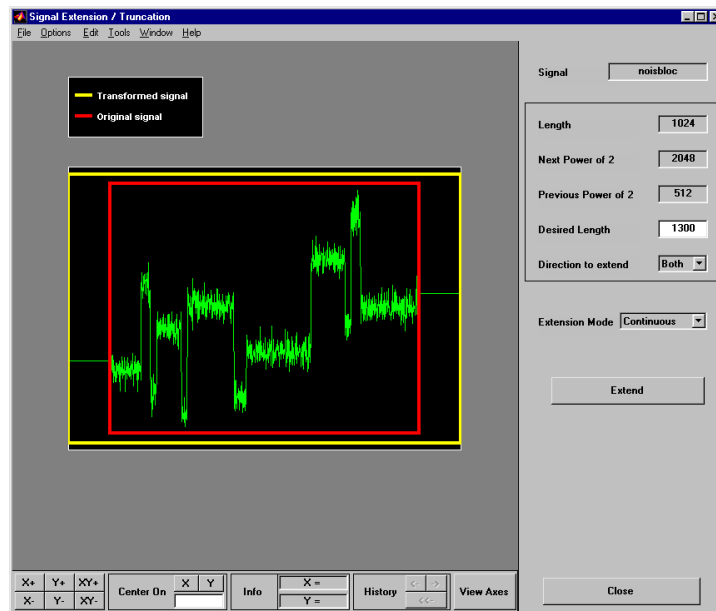 Signal Extension / Truncation
File Options Edit Tools Window Help
Transformed signal
Original signal
Signal noisbloc
Length 1024
Next Power of 2 2048
Previous Power of 2 512
Desired Length 1300
Direction to extend Both
Extension Mode Continuous
Extend
X+ Y+ XY+
X- Y- XY-
Center On X Y
Info X =
Y =
History <- ->
<<-
View Axes
Close